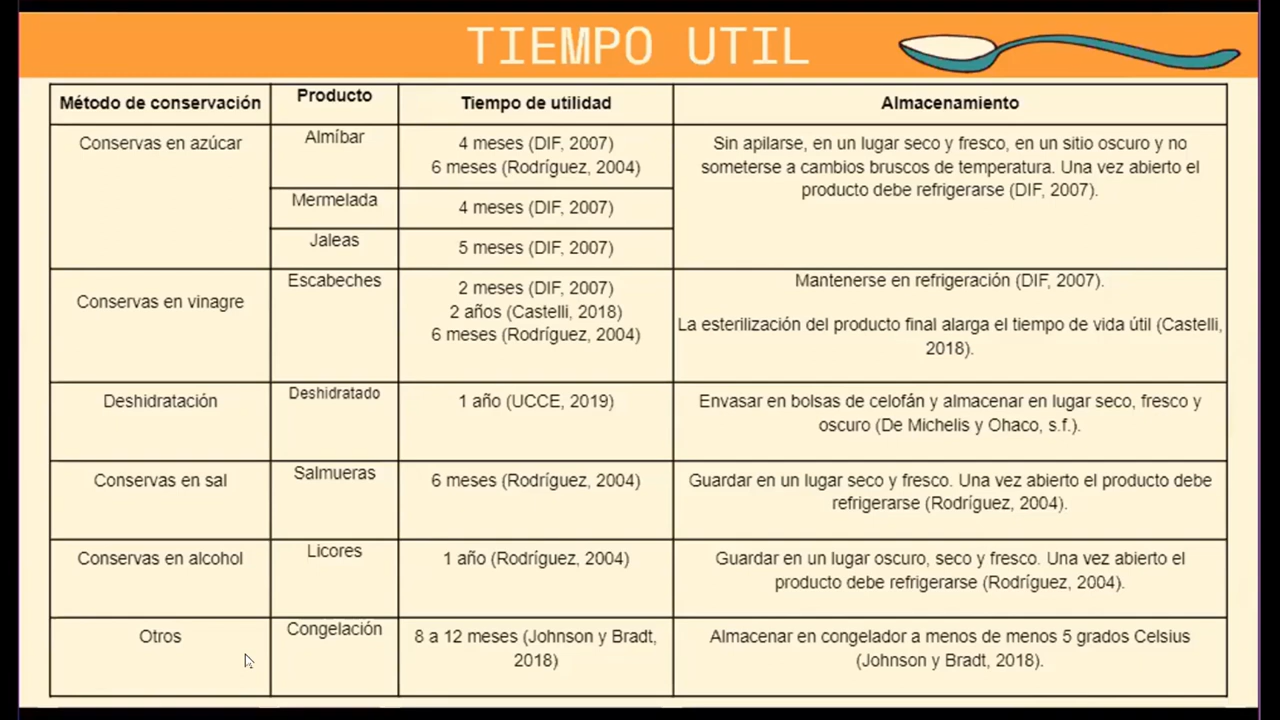 TIEMPO UTIL
Método de conservación
Producto
Tiempo de utilidad
Almacenamiento
Conservas en azúcar
Almíbar
4 meses (DIF, 2007)
6 meses (Rodríguez, 2004)
Sin apilarse, en un lugar seco y fresco, en un sitio oscuro y no
someterse a cambios bruscos de temperatura. Una vez abierto el
producto debe refrigerarse (DIF, 2007).
Mermelada
4 meses (DIF, 2007)
Jaleas
5 meses (DIF, 2007)
Conservas en vinagre
Escabeches
2 meses (DIF, 2007)
2 años (Castelli, 2018)
6 meses (Rodríguez, 2004)
Mantenerse en refrigeración (DIF, 2007).
La esterilización del producto final alarga el tiempo de vida útil (Castelli,
2018).
Deshidratación
Deshidratado
1 año (UCCE, 2019)
Envasar en bolsas de celofán y almacenar en lugar seco, fresco y
oscuro (De Michelis y Ohaco, s.f.).
Conservas en sal
Salmueras
6 meses (Rodríguez, 2004)
Guardar en un lugar seco y fresco. Una vez abierto el producto debe
refrigerarse (Rodríguez, 2004).
Conservas en alcohol
Licores
1 año (Rodríguez, 2004)
Guardar en un lugar oscuro, seco y fresco. Una vez abierto el
producto debe refrigerarse (Rodríguez, 2004).
Otros
Congelación
8 a 12 meses (Johnson y Bradt,
2018)
Almacenar en congelador a menos de menos 5 grados Celsius
(Johnson y Bradt, 2018).